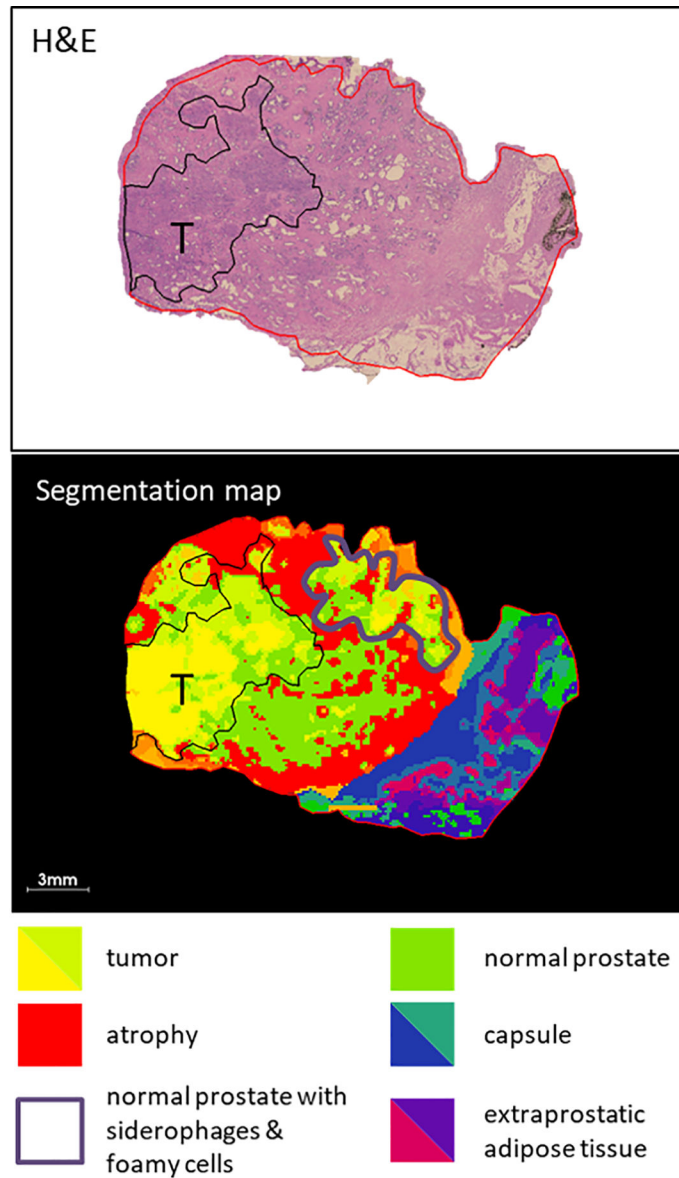 H&E
T
Segmentation map
T
3mm
tumor
normal prostate
atrophy
capsule
normal prostate with
siderophages &
foamy cells
extraprostatic
adipose tissue